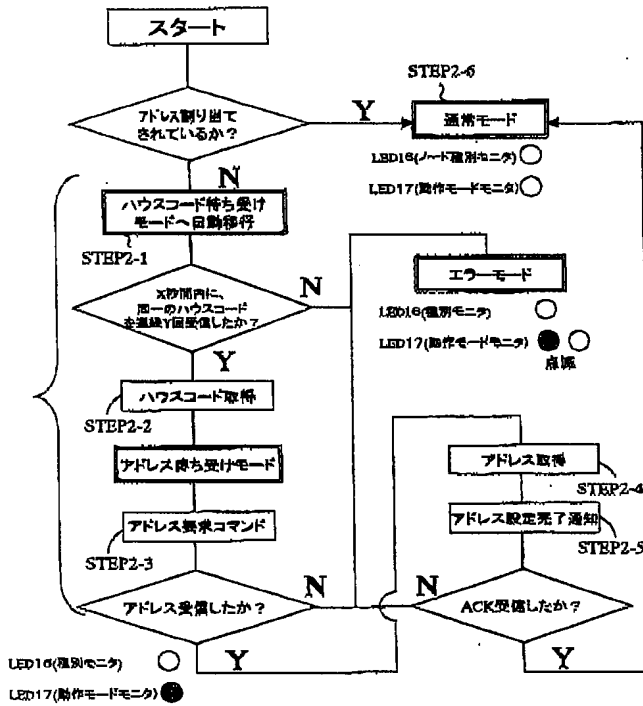 スタート
アドレス割り当て
されているか？
Y
N
STEP2-6
通常モード
LED16(ノード種別モニタ)
LED17(動作モードモニタ)
ハウスコード待ち受け
モードへ自動移行
STEP2-1
X秒間内に、
同一のハウスコード
を連続Y回受信したか？
N
Y
エラーモード
LED16(種別モニタ)
LED17(動作モードモニタ)
点滅
ハウスコード取得
STEP2-2
アドレス待ち受けモード
アドレス要求コマンド
STEP2-3
アドレス受信したか？
N
Y
アドレス取得
STEP2-4
アドレス設定完了通知
STEP2-5
ACK受信したか？
N
Y
LED16(種別モニタ)
LED17(動作モードモニタ)